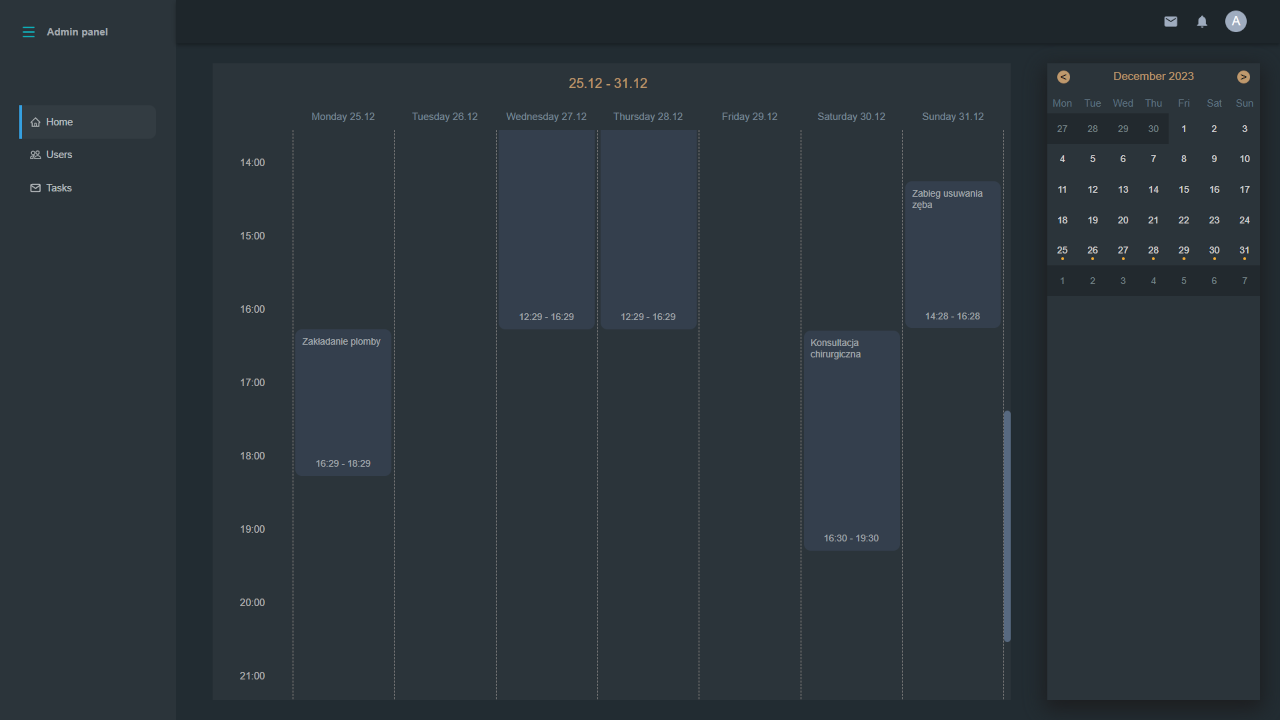 Admin panel
A
Home
Users
Tasks
25.12 - 31.12
Monday 25.12 Tuesday 26.12 Wednesday 27.12 Thursday 28.12 Friday 29.12 Saturday 30.12 Sunday 31.12
14:00
Zabieg usuwania
zęba
15:00
16:00
12:29 - 16:29 12:29 - 16:29 14:28 - 16:28
Zakładanie plomby
Konsultacja
chirurgiczna
17:00
18:00
16:29 - 18:29
19:00
16:30 - 19:30
20:00
21:00
< December 2023 >
Mon Tue Wed Thu Fri Sat Sun
27 28 29 30 1 2 3
4 5 6 7 8 9 10
11 12 13 14 15 16 17
18 19 20 21 22 23 24
25 26 27 28 29 30 31
1 2 3 4 5 6 7